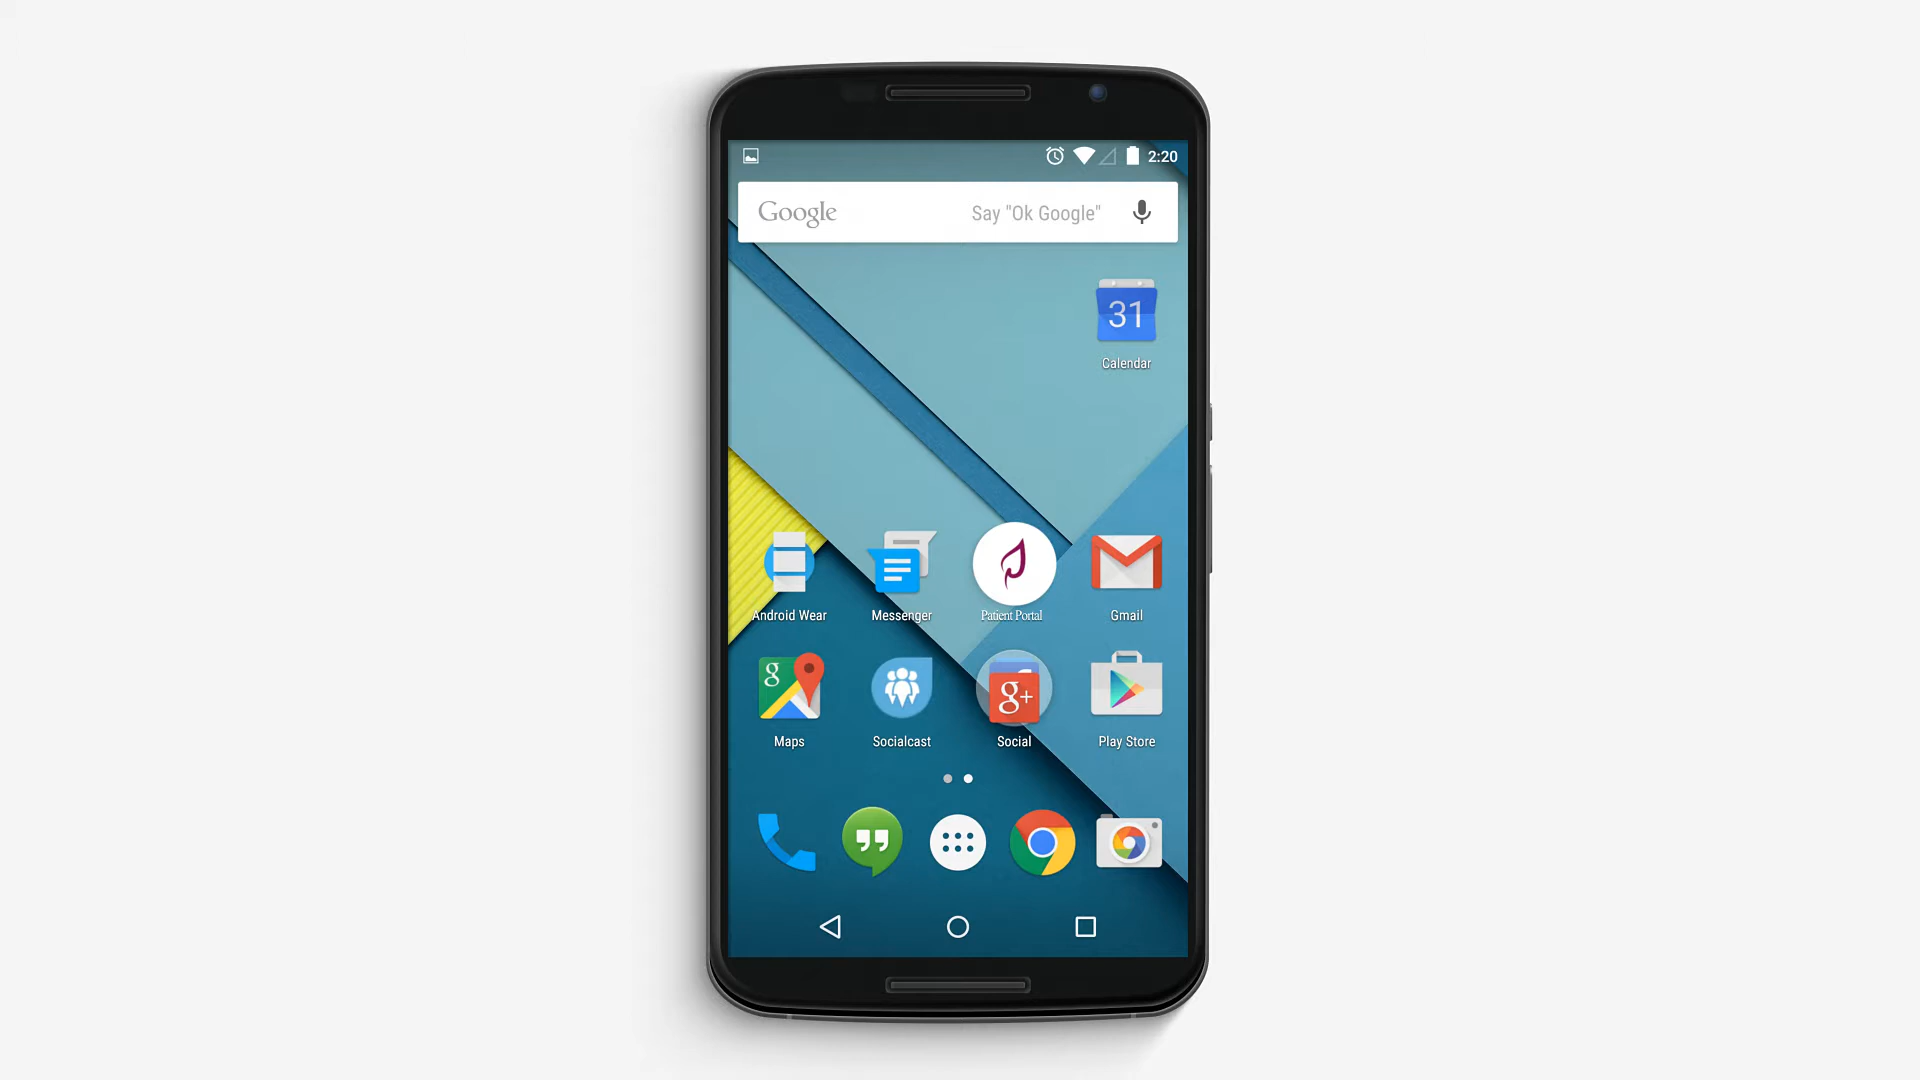 2:20
Google Say "Ok Google"
31
Calendar
Android Wear Messenger Patient Portal Gmail
g g+
Maps Socialcast Social Play Store